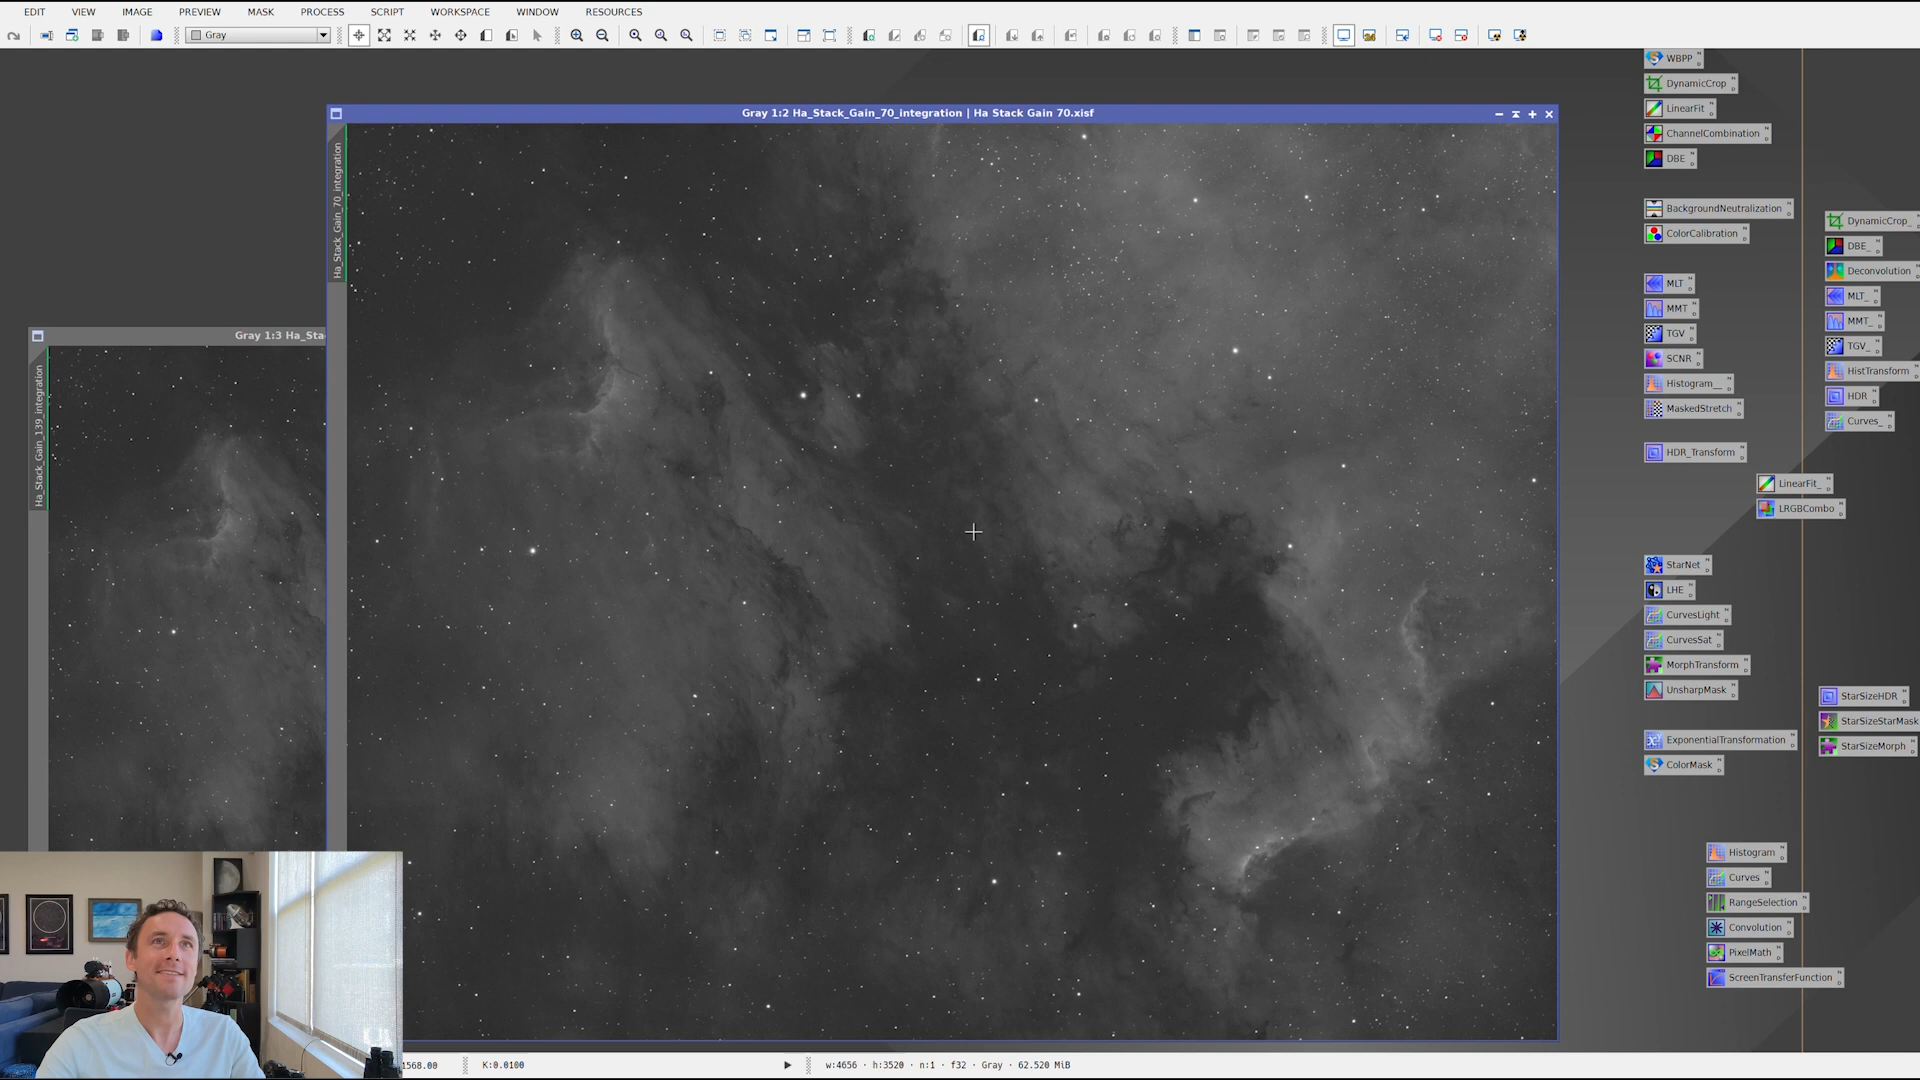 EDIT VIEW IMAGE PREVIEW MASK PROCESS SCRIPT WORKSPACE WINDOW RESOURCES
Gray
Gray 1:2 Ha_Stack_Gain_70_integration | Ha Stack Gain 70.xisf
Ha_Stack_Gain_70_integration
Gray 1:3 Ha_Sta
Ha_Stack_Gain_139_integration
WBPP
DynamicCrop
LinearFit
ChannelCombination
DBE
BackgroundNeutralization
ColorCalibration
MLT
MMT
TGV
SCNR
Histogram__
MaskedStretch
HDR_Transform
DynamicCrop_
DBE_
Deconvolution
MLT_
MMT_
TGV_
HistTransform
HDR
Curves_
LinearFit_
LRGBCombo
StarNet
LHE
CurvesLight
CurvesSat
MorphTransform
UnsharpMask
StarSizeHDR
StarSizeStarMask
StarSizeMorph
ExponentialTransformation
ColorMask
Histogram
Curves
RangeSelection
Convolution
PixelMath
ScreenTransferFunction
1568.00 K:0.0100 w:4656 · h:3520 · n:1 · f32 · Gray · 62.520 MiB